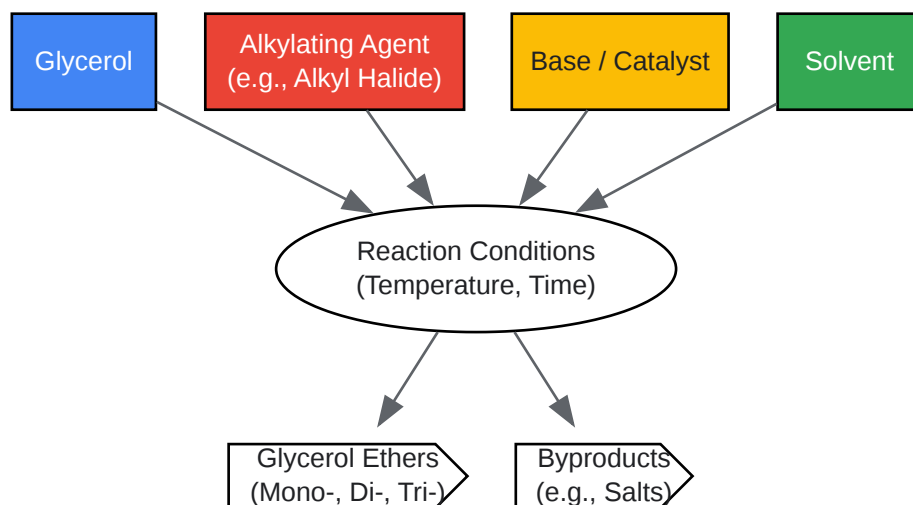 Glycerol
Alkylating Agent
(e.g., Alkyl Halide)
Base / Catalyst
Solvent
Reaction Conditions
(Temperature, Time)
Glycerol Ethers
(Mono-, Di-, Tri-)
Byproducts
(e.g., Salts)